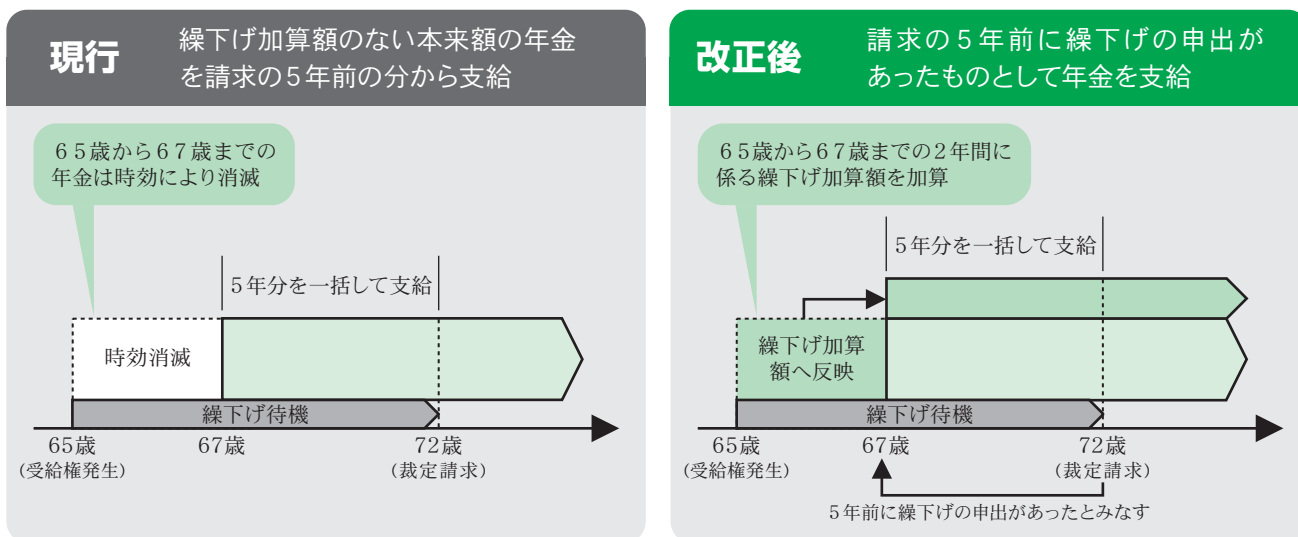 現行
繰下げ加算額のない本来額の年金
を請求の5年前の分から支給
65歳から67歳までの
年金は時効により消滅
5年分を一括して支給
時効消滅
繰下げ待機
65歳
(受給権発生)
67歳
72歳
(裁定請求)
改正後
請求の5年前に繰下げの申出が
あったものとして年金を支給
65歳から67歳までの2年間に
係る繰下げ加算額を加算
5年分を一括して支給
繰下げ加算
額へ反映
繰下げ待機
65歳
(受給権発生)
67歳
72歳
(裁定請求)
5年前に繰下げの申出があったとみなす